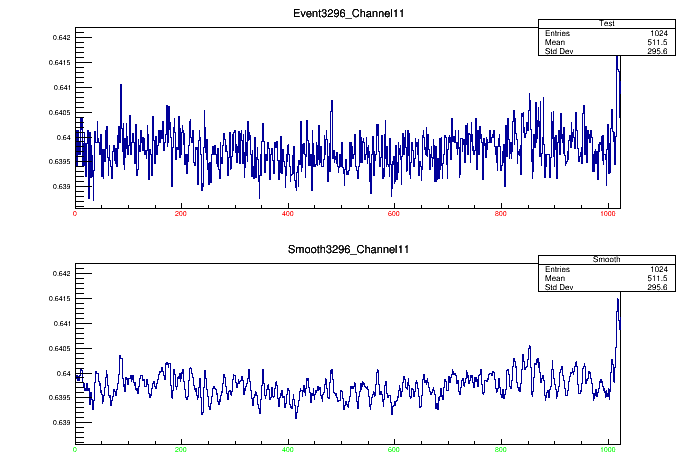 Event3296_Channel11
Test
Entries 1024
Mean 511.5
Std Dev 295.6
0.642
0.6415
0.641
0.6405
0.64
0.6395
0.639
0 200 400 600 800 1000
Smooth3296_Channel11
Smooth
Entries 1024
Mean 511.5
Std Dev 295.6
0.642
0.6415
0.641
0.6405
0.64
0.6395
0.639
0 200 400 600 800 1000